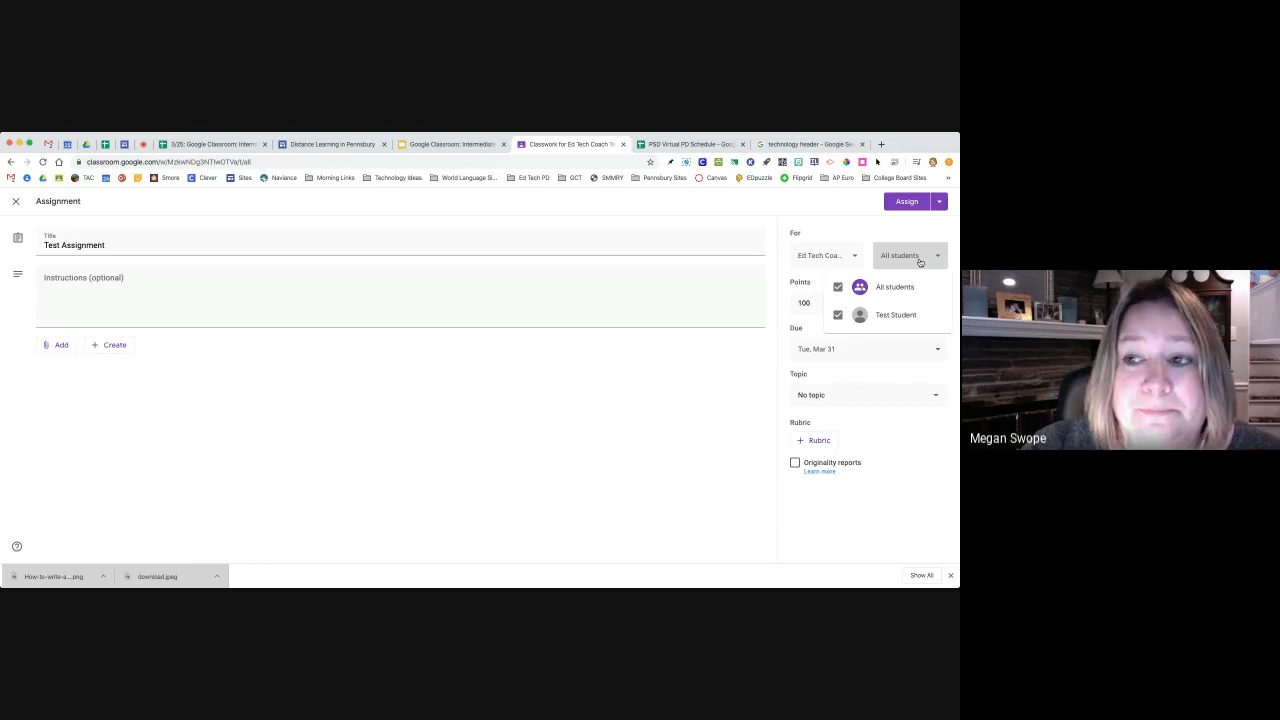 3/25: Google Classroom: Interm
Distance Learning in Pennsbury
Google Classroom: Intermediate
Classwork for Ed Tech Coach T
PSD Virtual PD Schedule - Goo
technology header - Google Se
classroom.google.com/w/MzkwNDg3NTIwOTVa/t/all
TAC
Smore
Clever
Sites
Naviance
Morning Links
Technology Ideas
World Language Si...
Ed Tech PD
GCT
SMMRY
Pennsbury Sites
Canvas
EDpuzzle
Flipgrid
AP Euro
College Board Sites
»
Assignment
Assign
Title
Test Assignment
Instructions (optional)
Add
+ Create
For
Ed Tech Coa...
All students
All students
Test Student
Points
100
Due
Tue, Mar 31
Topic
No topic
Rubric
+ Rubric
Originality reports
Learn more
Megan Swope
How-to-write-a....png
download.jpeg
Show All